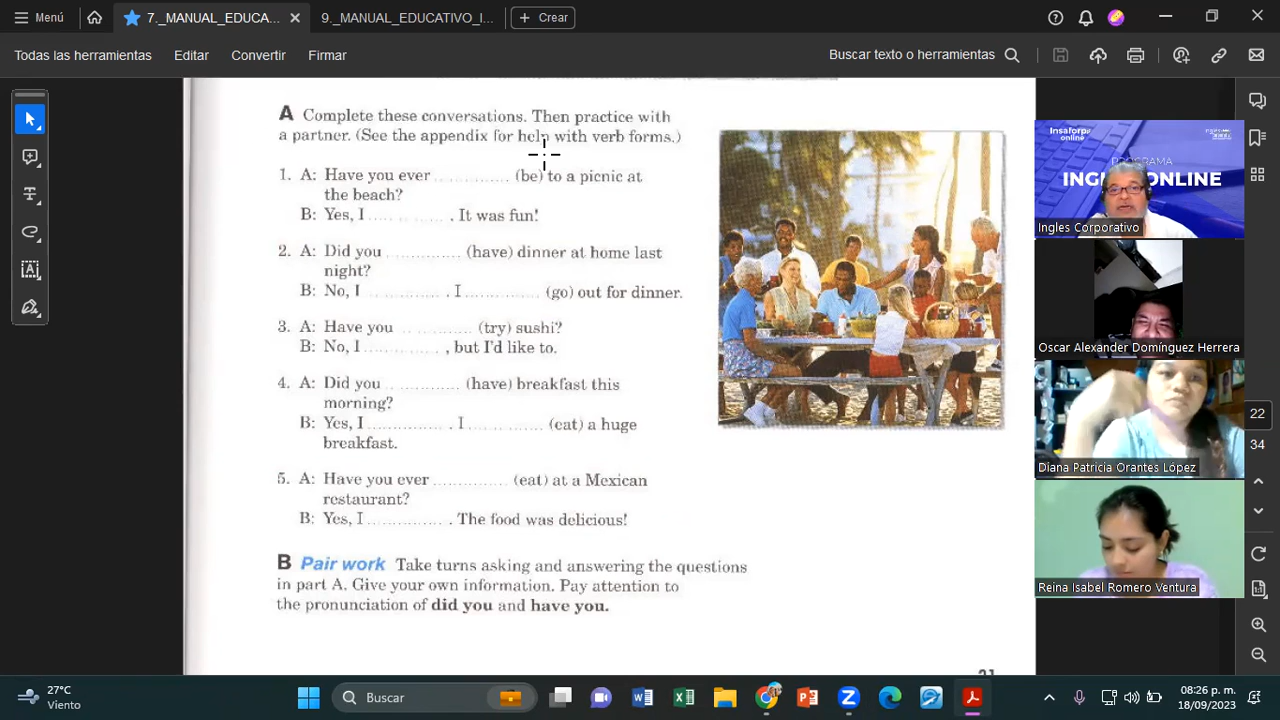 Menú
7._MANUAL_EDUCA...
9._MANUAL_EDUCATIVO_I...
Crear
Todas las herramientas
Editar
Convertir
Firmar
Buscar texto o herramientas
A Complete these conversations. Then practice with
a partner. (See the appendix for help with verb forms.)
1. A: Have you ever .............. (be) to a picnic at
the beach?
B: Yes, I .............. . It was fun!
2. A: Did you .............. (have) dinner at home last
night?
B: No, I .............. . I .............. (go) out for dinner.
3. A: Have you .............. (try) sushi?
B: No, I .............. , but I'd like to.
4. A: Did you .............. (have) breakfast this
morning?
B: Yes, I .............. . I .............. (eat) a huge
breakfast.
5. A: Have you ever .............. (eat) at a Mexican
restaurant?
B: Yes, I .............. . The food was delicious!
B Pair work Take turns asking and answering the questions
in part A. Give your own information. Pay attention to
the pronunciation of did you and have you.
Insaforp
online
PROGRAMA
INGLES ONLINE
Ingles Corporativo
Oscar Alexander Domínguez Herrera
Diana Patricia Orantes López
Reina Isabel Romero Ventura
22
34
27°C
Viento
Buscar
08:26 p. m.
18/09/2023